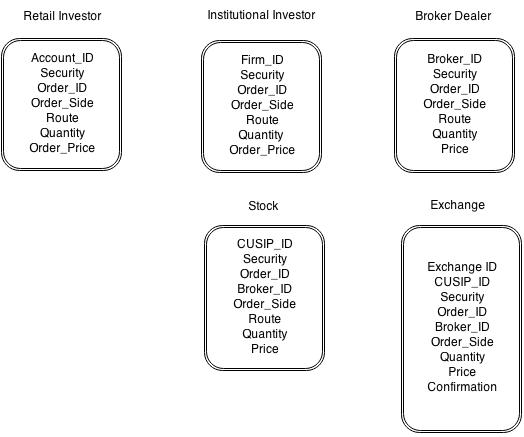 Retail Investor
Account_ID
Security
Order_ID
Order_Side
Route
Quantity
Order_Price
Institutional Investor
Firm_ID
Security
Order_ID
Order_Side
Route
Quantity
Order_Price
Broker Dealer
Broker_ID
Security
Order_ID
Order_Side
Route
Quantity
Price
Stock
CUSIP_ID
Security
Order_ID
Broker_ID
Order_Side
Route
Quantity
Price
Exchange
Exchange ID
CUSIP_ID
Security
Order_ID
Broker_ID
Order_Side
Quantity
Price
Confirmation